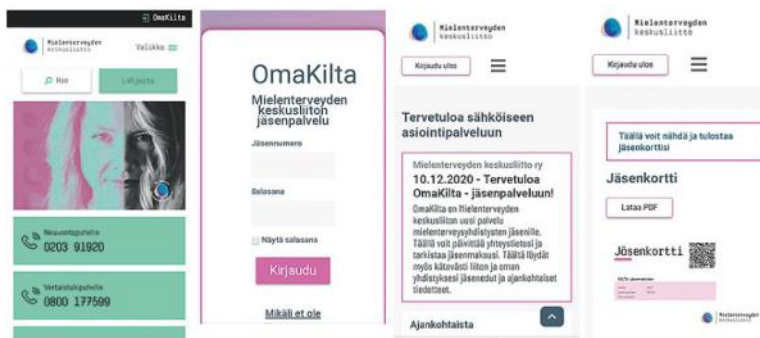 OmaKilta
Mielenterveyden
keskusliitto
Valikko
Hae
Lahjoita
Neuvontapuhelin
0203 91920
Vertaistukipuhelin
0800 177599
OmaKilta
Mielenterveyden
keskusliiton
jäsenpalvelu
Jäsennumero
Salasana
Näytä salasana
Kirjaudu
Mikäli et ole
Mielenterveyden
keskusliitto
Kirjaudu ulos
Tervetuloa sähköiseen
asiointipalveluun
Mielenterveyden keskusliitto ry
10.12.2020 - Tervetuloa
OmaKilta - jäsenpalveluun!
OmaKilta on Mielenterveyden
keskusliiton uusi palvelu
mielenterveysyhdistysten jäsenille.
Täällä voit päivittää yhteystietosi ja
tarkistaa jäsenmaksusi. Täältä löydät
myös kätevästi liiton ja oman
yhdistyksesi jäsenedut ja ajankohtaiset
tiedotteet.
Ajankohtaista
Mielenterveyden
keskusliitto
Kirjaudu ulos
Täällä voit nähdä ja tulostaa
jäsenkorttisi
Jäsenkortti
Lataa PDF
Jäsenkortti
Mielenterveyden
keskusliitto